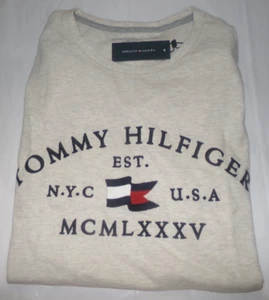 TOMMY HILFIGER
EST.
N.Y.C U.S.A
MCMLXXXV